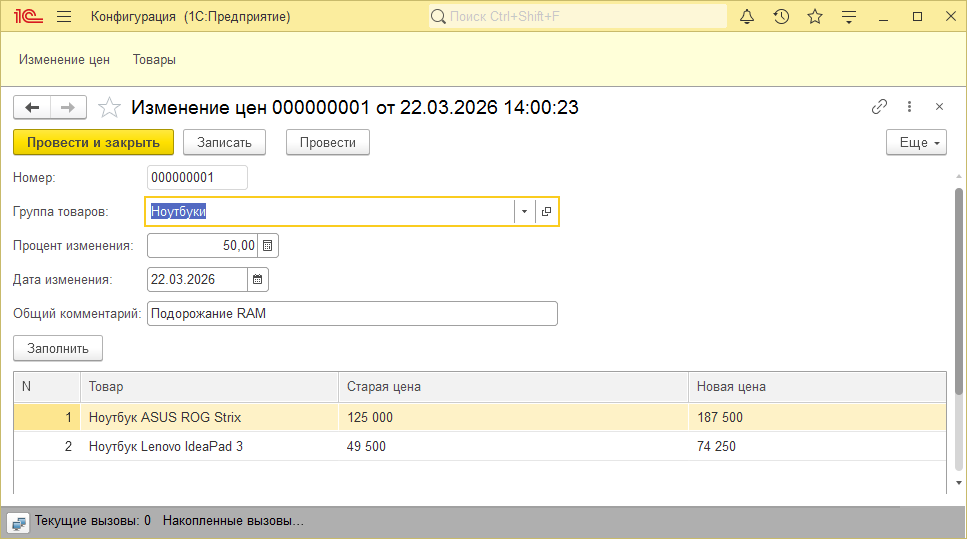 1С Конфигурация (1С:Предприятие) Поиск Ctrl+Shift+F
Изменение цен Товары
Изменение цен 000000001 от 22.03.2026 14:00:23
Провести и закрыть Записать Провести Еще
Номер: 000000001
Группа товаров: Ноутбуки
Процент изменения: 50,00
Дата изменения: 22.03.2026
Общий комментарий: Подорожание RAM
Заполнить
N Товар Старая цена Новая цена
1 Ноутбук ASUS ROG Strix 125 000 187 500
2 Ноутбук Lenovo IdeaPad 3 49 500 74 250
Текущие вызовы: 0 Накопленные вызовы...